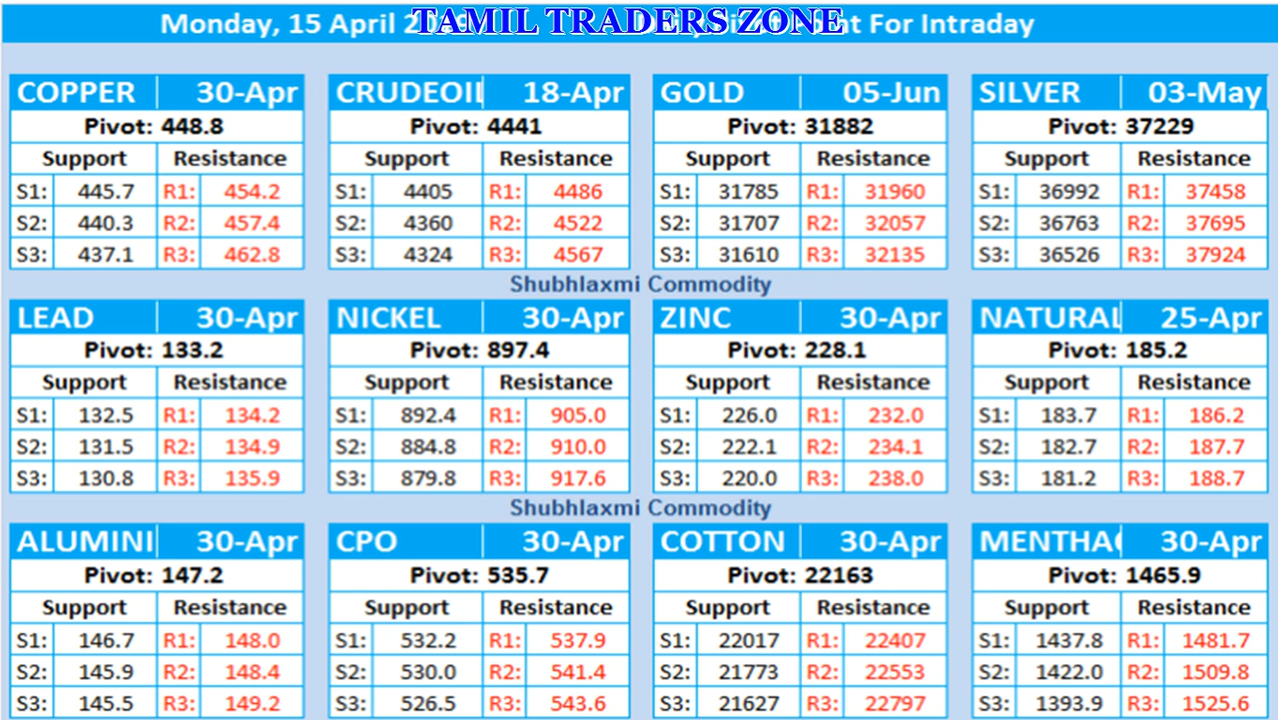 Monday, 15 April
TAMIL TRADERS ZONE
For Intraday
COPPER 30-Apr CRUDEOIL 18-Apr GOLD 05-Jun SILVER 03-May
Pivot: 448.8 Pivot: 4441 Pivot: 31882 Pivot: 37229
Support Resistance Support Resistance Support Resistance Support Resistance
S1: 445.7 R1: 454.2 S1: 4405 R1: 4486 S1: 31785 R1: 31960 S1: 36992 R1: 37458
S2: 440.3 R2: 457.4 S2: 4360 R2: 4522 S2: 31707 R2: 32057 S2: 36763 R2: 37695
S3: 437.1 R3: 462.8 S3: 4324 R3: 4567 S3: 31610 R3: 32135 S3: 36526 R3: 37924
Shubhlaxmi Commodity
LEAD 30-Apr NICKEL 30-Apr ZINC 30-Apr NATURAL 25-Apr
Pivot: 133.2 Pivot: 897.4 Pivot: 228.1 Pivot: 185.2
Support Resistance Support Resistance Support Resistance Support Resistance
S1: 132.5 R1: 134.2 S1: 892.4 R1: 905.0 S1: 226.0 R1: 232.0 S1: 183.7 R1: 186.2
S2: 131.5 R2: 134.9 S2: 884.8 R2: 910.0 S2: 222.1 R2: 234.1 S2: 182.7 R2: 187.7
S3: 130.8 R3: 135.9 S3: 879.8 R3: 917.6 S3: 220.0 R3: 238.0 S3: 181.2 R3: 188.7
Shubhlaxmi Commodity
ALUMINI 30-Apr CPO 30-Apr COTTON 30-Apr MENTHA 30-Apr
Pivot: 147.2 Pivot: 535.7 Pivot: 22163 Pivot: 1465.9
Support Resistance Support Resistance Support Resistance Support Resistance
S1: 146.7 R1: 148.0 S1: 532.2 R1: 537.9 S1: 22017 R1: 22407 S1: 1437.8 R1: 1481.7
S2: 145.9 R2: 148.4 S2: 530.0 R2: 541.4 S2: 21773 R2: 22553 S2: 1422.0 R2: 1509.8
S3: 145.5 R3: 149.2 S3: 526.5 R3: 543.6 S3: 21627 R3: 22797 S3: 1393.9 R3: 1525.6